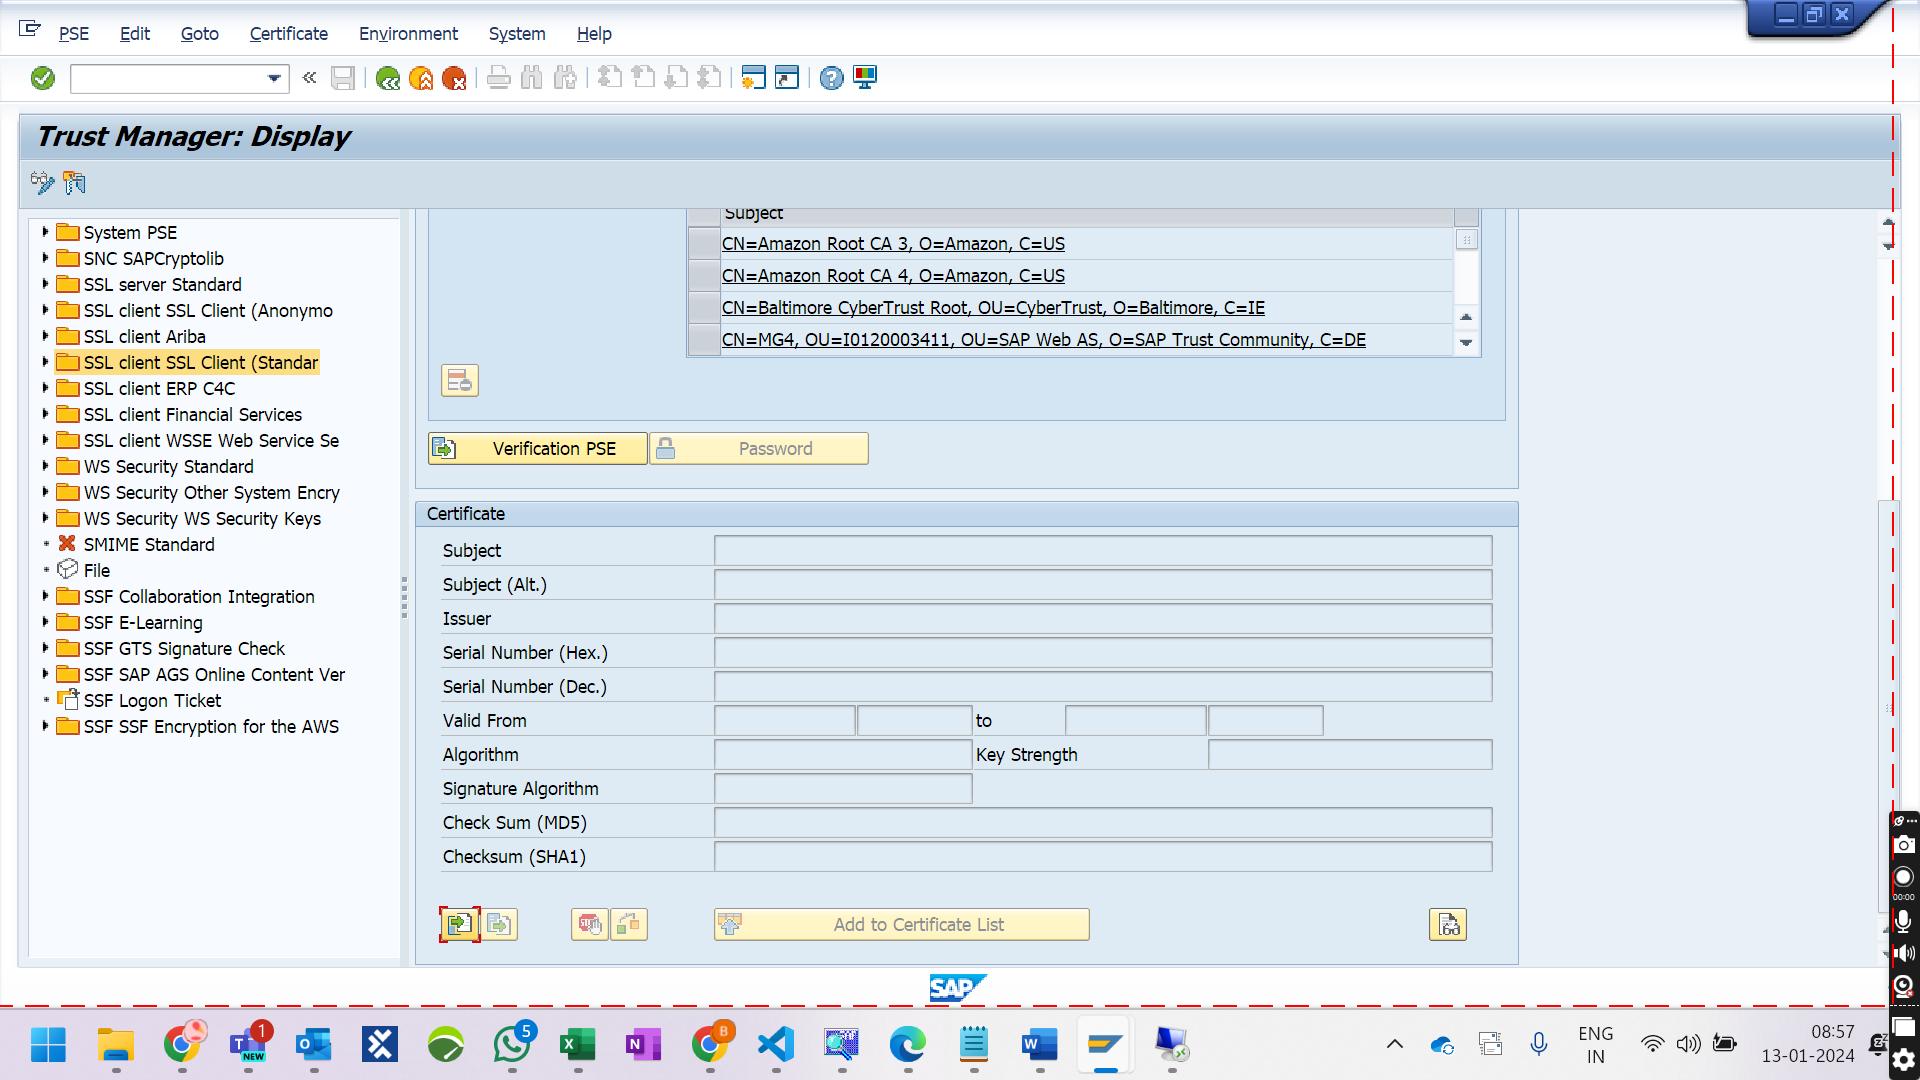 PSE Edit Goto Certificate Environment System Help
Trust Manager: Display
System PSE
SNC SAPCryptolib
SSL server Standard
SSL client SSL Client (Anonymo
SSL client Ariba
SSL client SSL Client (Standar
SSL client ERP C4C
SSL client Financial Services
SSL client WSSE Web Service Se
WS Security Standard
WS Security Other System Encry
WS Security WS Security Keys
SMIME Standard
File
SSF Collaboration Integration
SSF E-Learning
SSF GTS Signature Check
SSF SAP AGS Online Content Ver
SSF Logon Ticket
SSF SSF Encryption for the AWS
Subject
CN=Amazon Root CA 3, O=Amazon, C=US
CN=Amazon Root CA 4, O=Amazon, C=US
CN=Baltimore CyberTrust Root, OU=CyberTrust, O=Baltimore, C=IE
CN=MG4, OU=I0120003411, OU=SAP Web AS, O=SAP Trust Community, C=DE
Verification PSE Password
Certificate
Subject
Subject (Alt.)
Issuer
Serial Number (Hex.)
Serial Number (Dec.)
Valid From to
Algorithm Key Strength
Signature Algorithm
Check Sum (MD5)
Checksum (SHA1)
Add to Certificate List
00:00
SAP
1
NEW
5
B
ENG
IN
08:57
13-01-2024